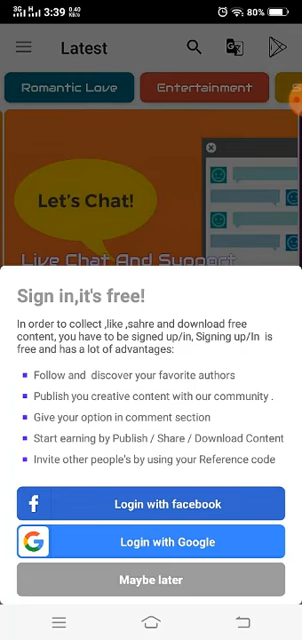 3G 3:39 0.40 KB/s 80%
Latest
Romantic Love Entertainment
Let's Chat!
Live Chat And Support
Sign in,it's free!
In order to collect ,like ,sahre and download free
content, you have to be signed up/in, Signing up/In is
free and has a lot of advantages:
Follow and discover your favorite authors
Publish you creative content with our community .
Give your option in comment section
Start earning by Publish / Share / Download Content
Invite other people's by using your Reference code
Login with facebook
Login with Google
Maybe later